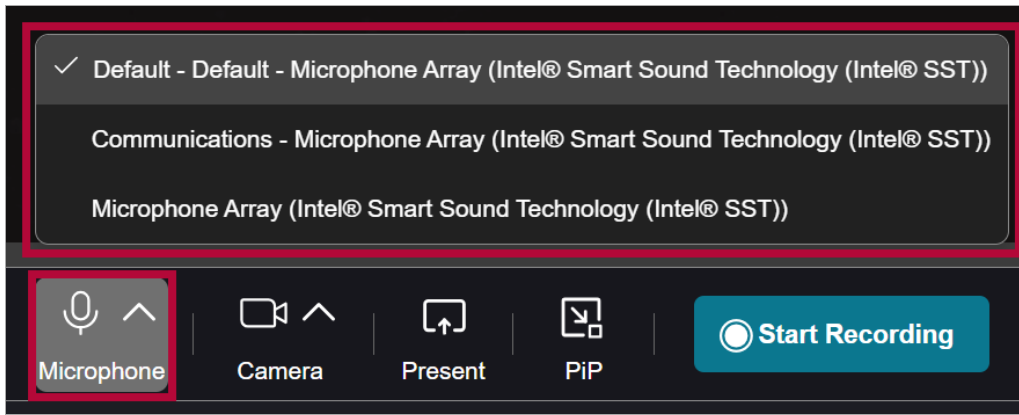 Default - Default - Microphone Array (Intel® Smart Sound Technology (Intel® SST))
Communications - Microphone Array (Intel® Smart Sound Technology (Intel® SST))
Microphone Array (Intel® Smart Sound Technology (Intel® SST))
Microphone Camera Present PiP Start Recording